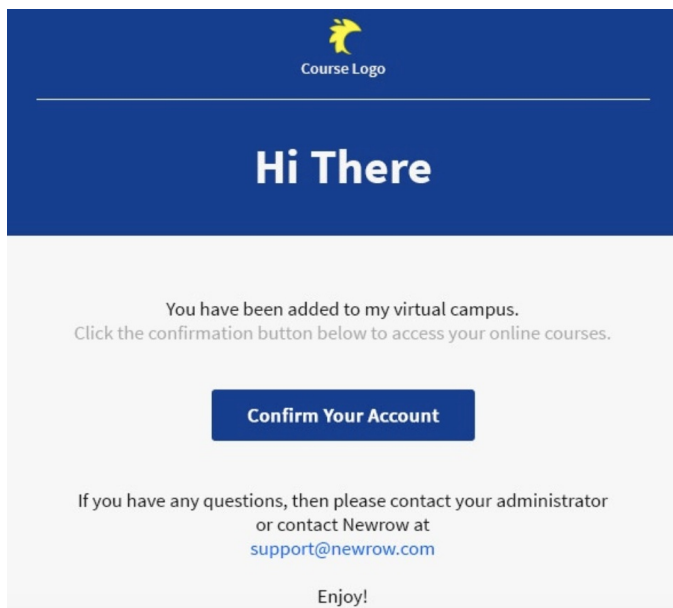 Course Logo
Hi There
You have been added to my virtual campus.
Click the confirmation button below to access your online courses.
Confirm Your Account
If you have any questions, then please contact your administrator
or contact Newrow at
support@newrow.com
Enjoy!